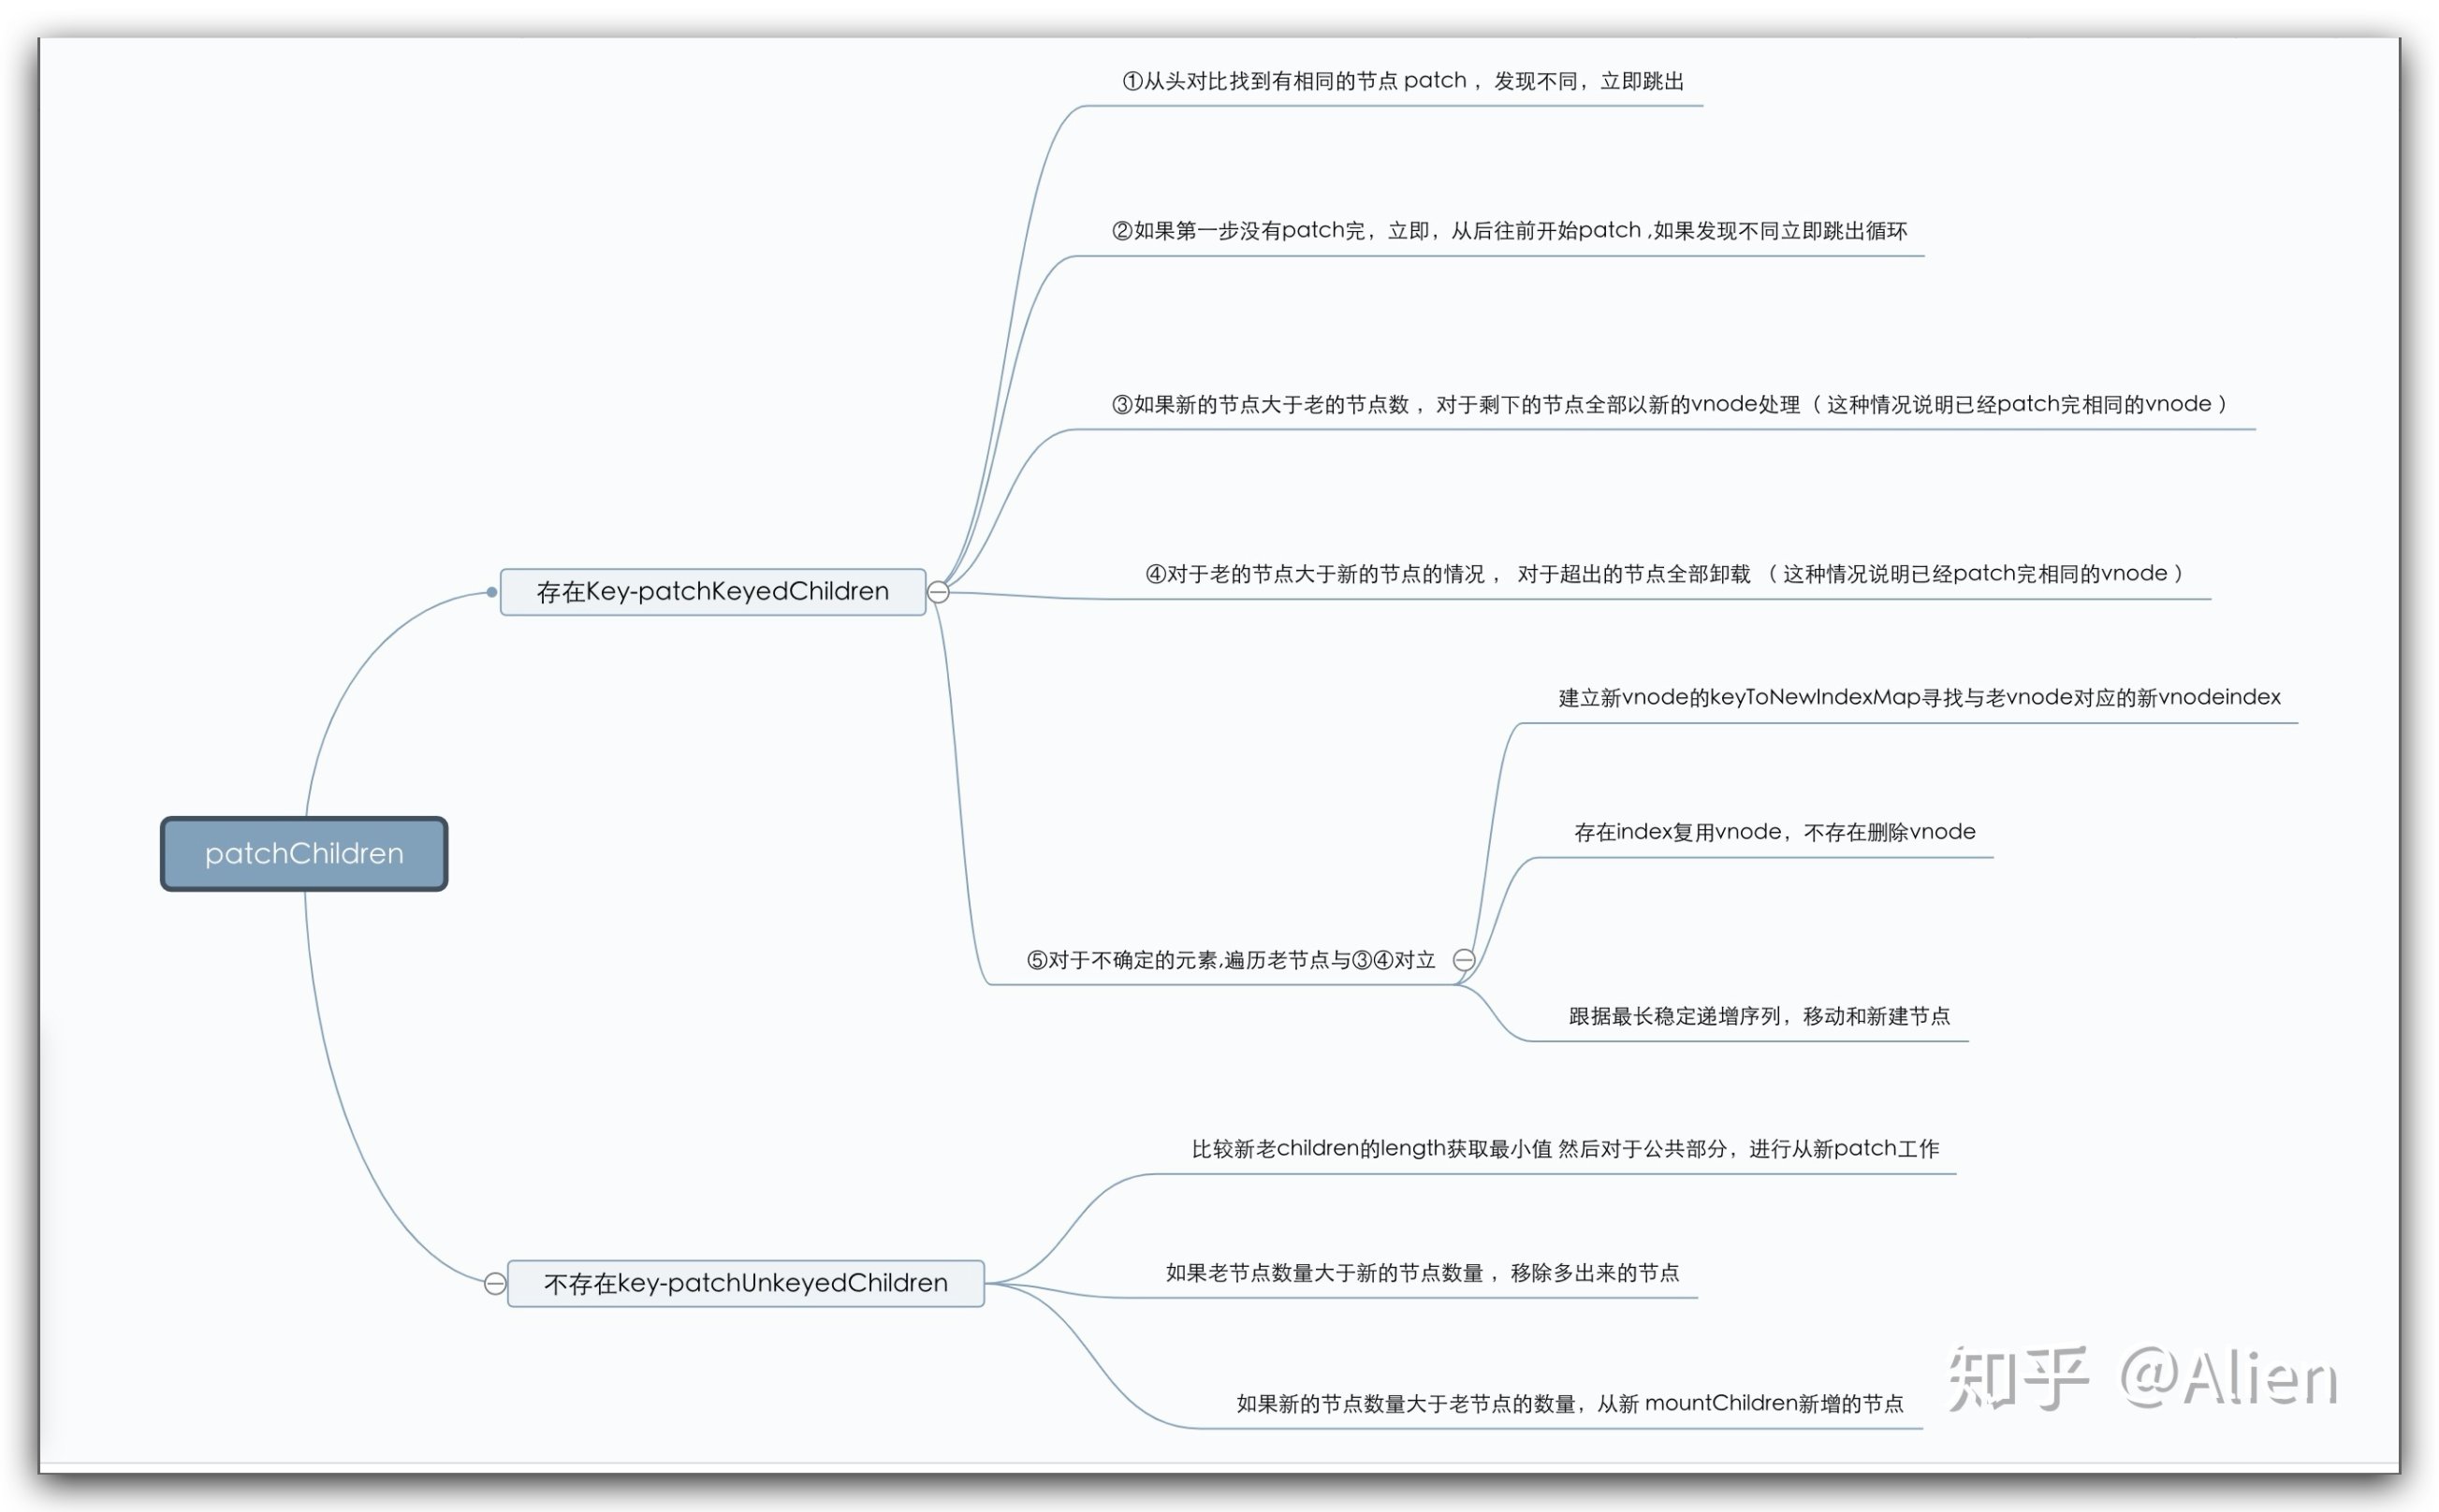 ①从头对比找到有相同的节点 patch ，发现不同，立即跳出
②如果第一步没有patch完，立即，从后往前开始patch ,如果发现不同立即跳出循环
③如果新的节点大于老的节点数 ，对于剩下的节点全部以新的vnode处理（ 这种情况说明已经patch完相同的vnode ）
存在Key-patchKeyedChildren
④对于老的节点大于新的节点的情况 ， 对于超出的节点全部卸载 （ 这种情况说明已经patch完相同的vnode ）
建立新vnode的keyToNewIndexMap寻找与老vnode对应的新vnodeindex
存在index复用vnode，不存在删除vnode
patchChildren
⑤对于不确定的元素,遍历老节点与③④对立
跟据最长稳定递增序列，移动和新建节点
比较新老children的length获取最小值 然后对于公共部分，进行从新patch工作
不存在key-patchUnkeyedChildren
如果老节点数量大于新的节点数量 ，移除多出来的节点
如果新的节点数量大于老节点的数量，从新 mountChildren新增的节点
知乎 @Alien